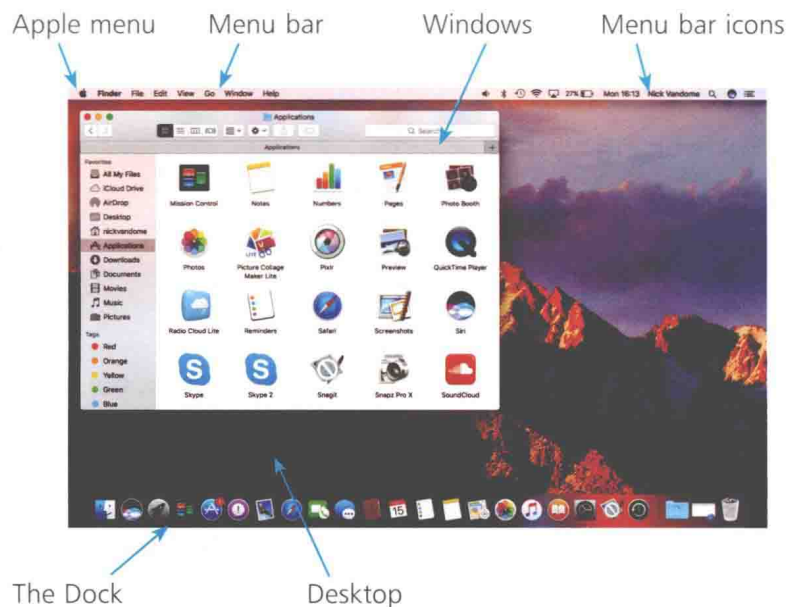 Apple menu Menu bar Windows Menu bar icons
Finder File Edit View Go Window Help 27% Mon 16:13 Nick Vandome
Applications
Search
Applications
Favorites
All My Files
iCloud Drive
AirDrop
Desktop
nickvandome
Applications
Downloads
Documents
Movies
Music
Pictures
Tags
Red
Orange
Yellow
Green
Blue
Mission Control Notes Numbers Pages Photo Booth
LITE
Photos Picture Collage Maker Lite Pixlr Preview QuickTime Player
Radio Cloud Lite Reminders Safari Screenshots Siri
Skype Skype 2 Snagit Snapz Pro X SoundCloud
15
The Dock Desktop